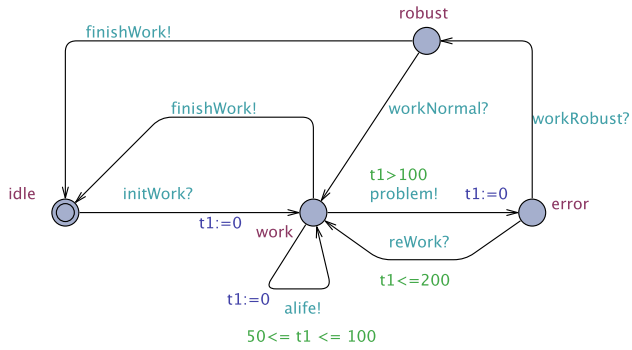 robust
finishWork!
finishWork!
workNormal?
workRobust?
t1>100
idle
initWork?
problem!
t1:=0
error
t1:=0
work
reWork?
t1<=200
t1:=0
alife!
50<= t1 <= 100